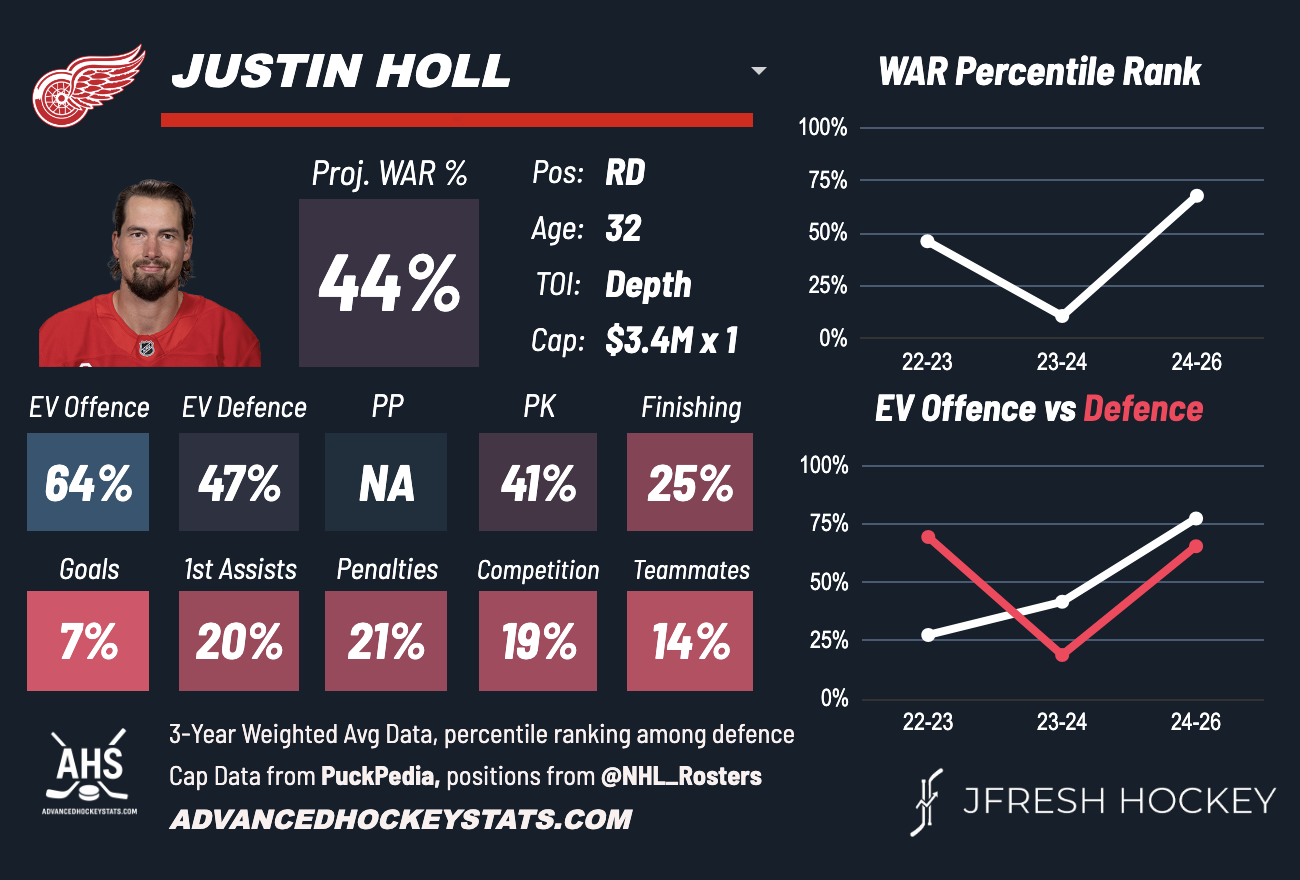 JUSTIN HOLL
WAR Percentile Rank
Proj. WAR %
44%
Pos: RD
Age: 32
TOI: Depth
Cap: $3.4M x 1
100%
75%
50%
25%
0%
22-23 23-24 24-26
EV Offence EV Defence PP PK Finishing
64% 47% NA 41% 25%
Goals 1st Assists Penalties Competition Teammates
7% 20% 21% 19% 14%
EV Offence vs Defence
100%
75%
50%
25%
0%
22-23 23-24 24-26
AHS
ADVANCEDHOCKEYSTATS.COM
3-Year Weighted Avg Data, percentile ranking among defence
Cap Data from PuckPedia, positions from @NHL_Rosters
ADVANCEDHOCKEYSTATS.COM
JFRESH HOCKEY